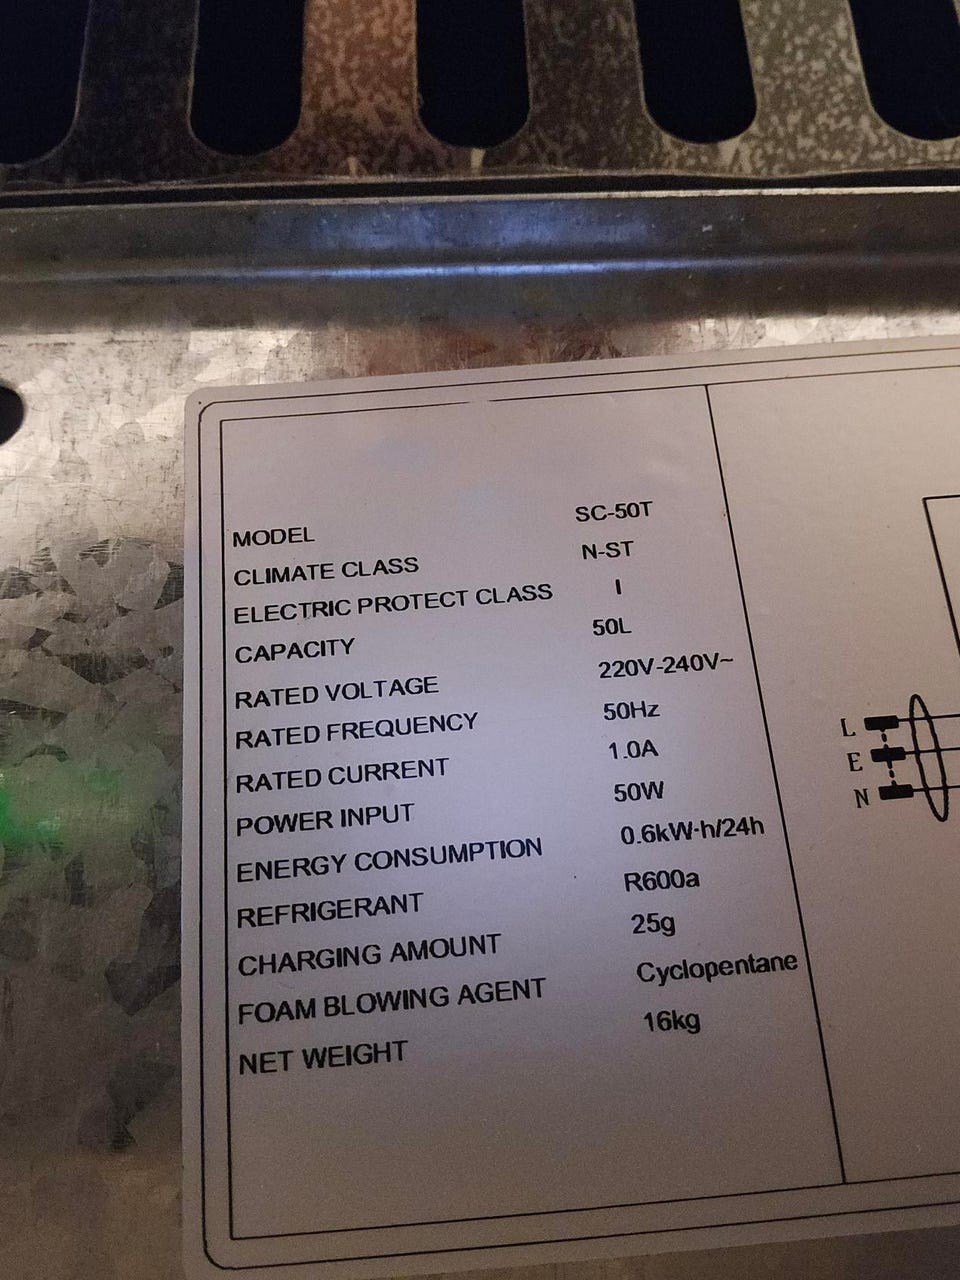 MODEL SC-50T
CLIMATE CLASS N-ST
ELECTRIC PROTECT CLASS I
CAPACITY 50L
RATED VOLTAGE 220V-240V~
RATED FREQUENCY 50Hz
RATED CURRENT 1.0A
POWER INPUT 50W
ENERGY CONSUMPTION 0.6kW·h/24h
REFRIGERANT R600a
CHARGING AMOUNT 25g
FOAM BLOWING AGENT Cyclopentane
NET WEIGHT 16kg
L
E
N